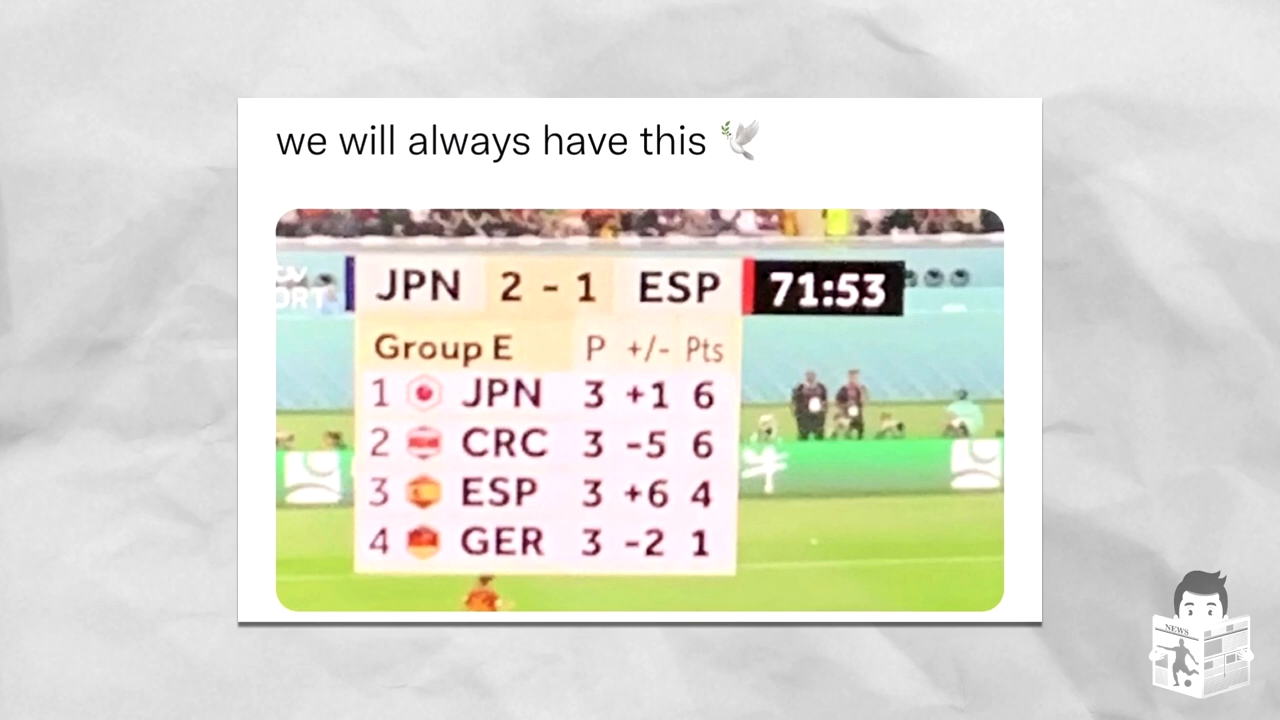 we will always have this 🕊️
JPN 2 - 1 ESP 71:53
Group E P +/- Pts
1 JPN 3 +1 6
2 CRC 3 -5 6
3 ESP 3 +6 4
4 GER 3 -2 1
NEWS